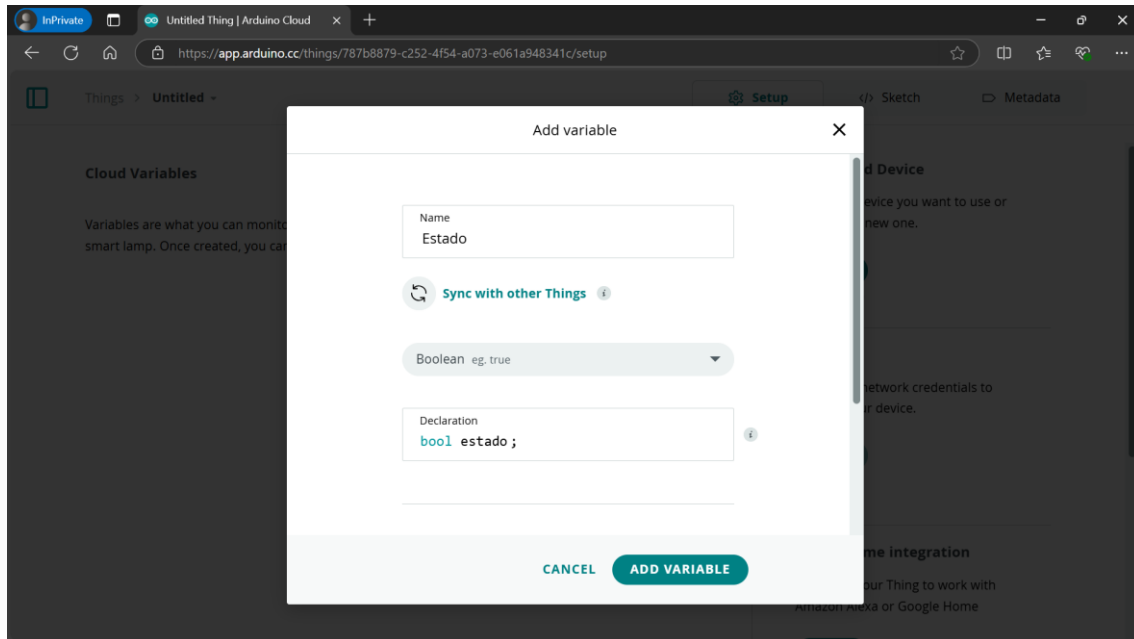 InPrivate
Untitled Thing | Arduino Cloud
https://app.arduino.cc/things/787b8879-c252-4f54-a073-e061a948341c/setup
Things > Untitled
Setup
</> Sketch
Metadata
Add variable
Cloud Variables
Variables are what you can monito
smart lamp. Once created, you can
Name
Estado
Sync with other Things
i
Boolean eg. true
Declaration
bool estado ;
i
CANCEL
ADD VARIABLE
d Device
evice you want to use or
new one.
network credentials to
ur device.
me integration
our Thing to work with
Amazon Alexa or Google Home